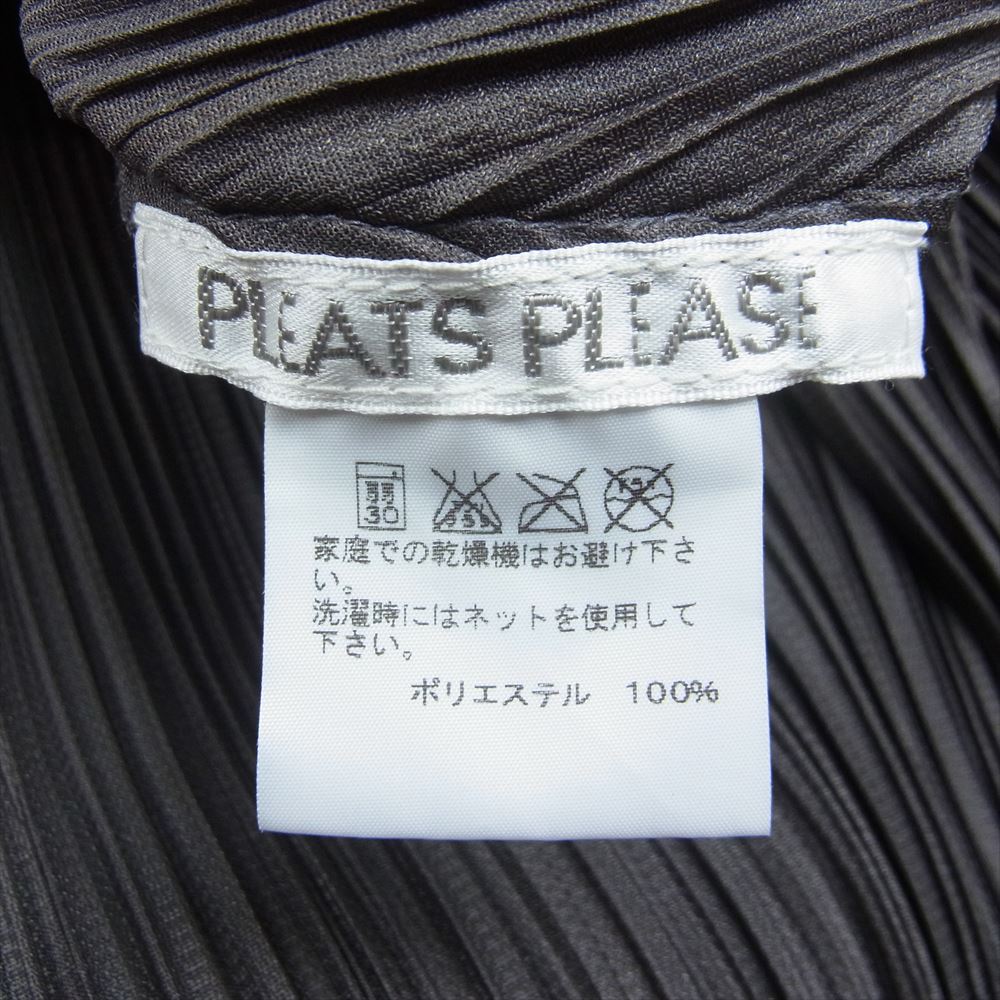 PLEATS PLEASE
弱
30
家庭での乾燥機はお避け下さ
い。
洗濯時にはネットを使用して
下さい。
ポリエステル 100%